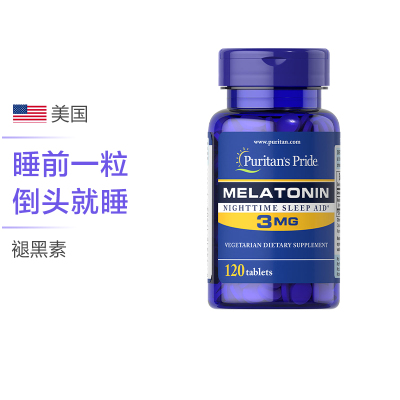 美国
睡前一粒
倒头就睡
褪黑素
www.puritan.com
Puritan's Pride
MELATONIN
NIGHTTIME SLEEP AID*
3 MG
VEGETARIAN DIETARY SUPPLEMENT
120 tablets